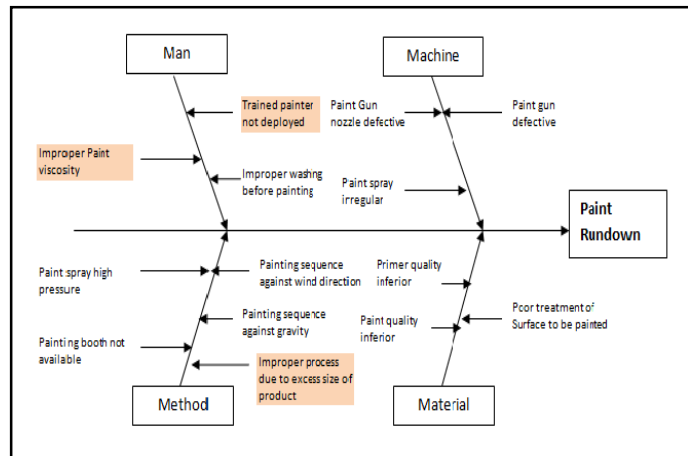 Man
Machine
Trained painter
not deployed
Paint Gun
nozzle defective
Paint gun
defective
Improper Paint
viscosity
Improper washng
before painting
Paint spray
irregular
Paint
Rundown
Paint spray high
pressure
Painting sequence
against wind direction
Primer quality
inferior
Painting sequence
against gravity
Paint quality
inferior
Poor treatment of
Surface to be painted
Painting booth not
available
Improper process
due to excess size of
product
Method
Material